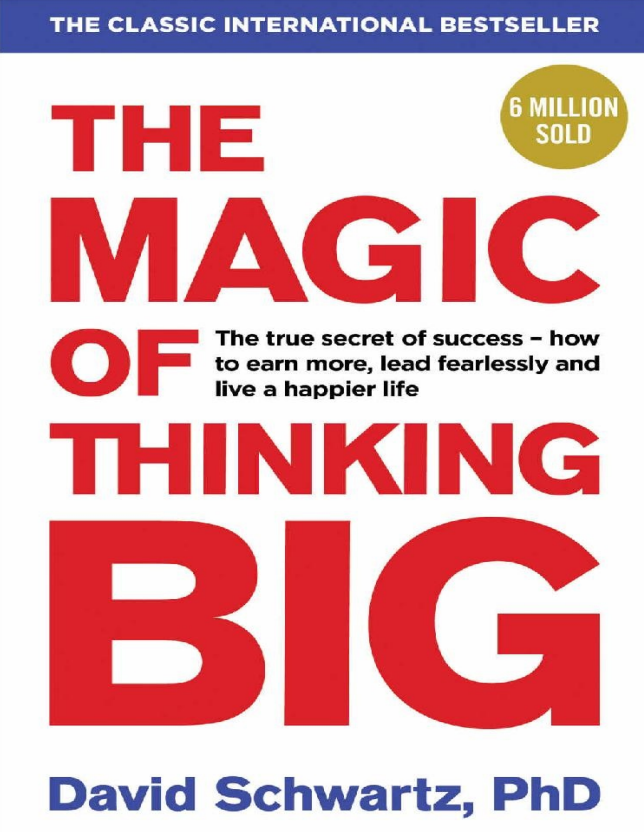 THE CLASSIC INTERNATIONAL BESTSELLER
6 MILLION
SOLD
THE
MAGIC
OF
The true secret of success – how
to earn more, lead fearlessly and
live a happier life
THINKING
BIG
David Schwartz, PhD